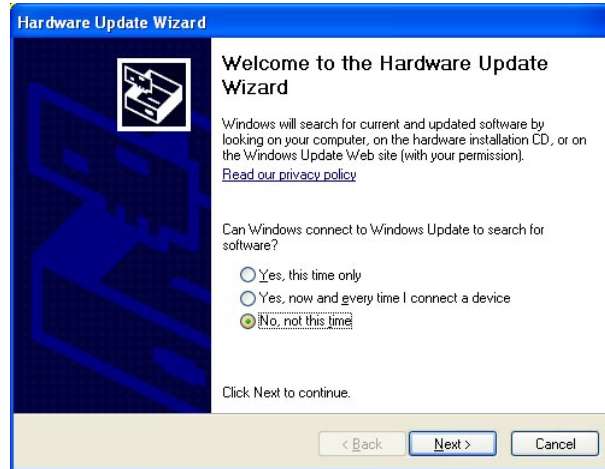 Hardware Update Wizard
Welcome to the Hardware Update
Wizard
Windows will search for current and updated software by
looking on your computer, on the hardware installation CD, or on
the Windows Update Web site (with your permission).
Read our privacy policy
Can Windows connect to Windows Update to search for
software?
Yes, this time only
Yes, now and every time I connect a device
No, not this time
Click Next to continue.
< Back
Next >
Cancel